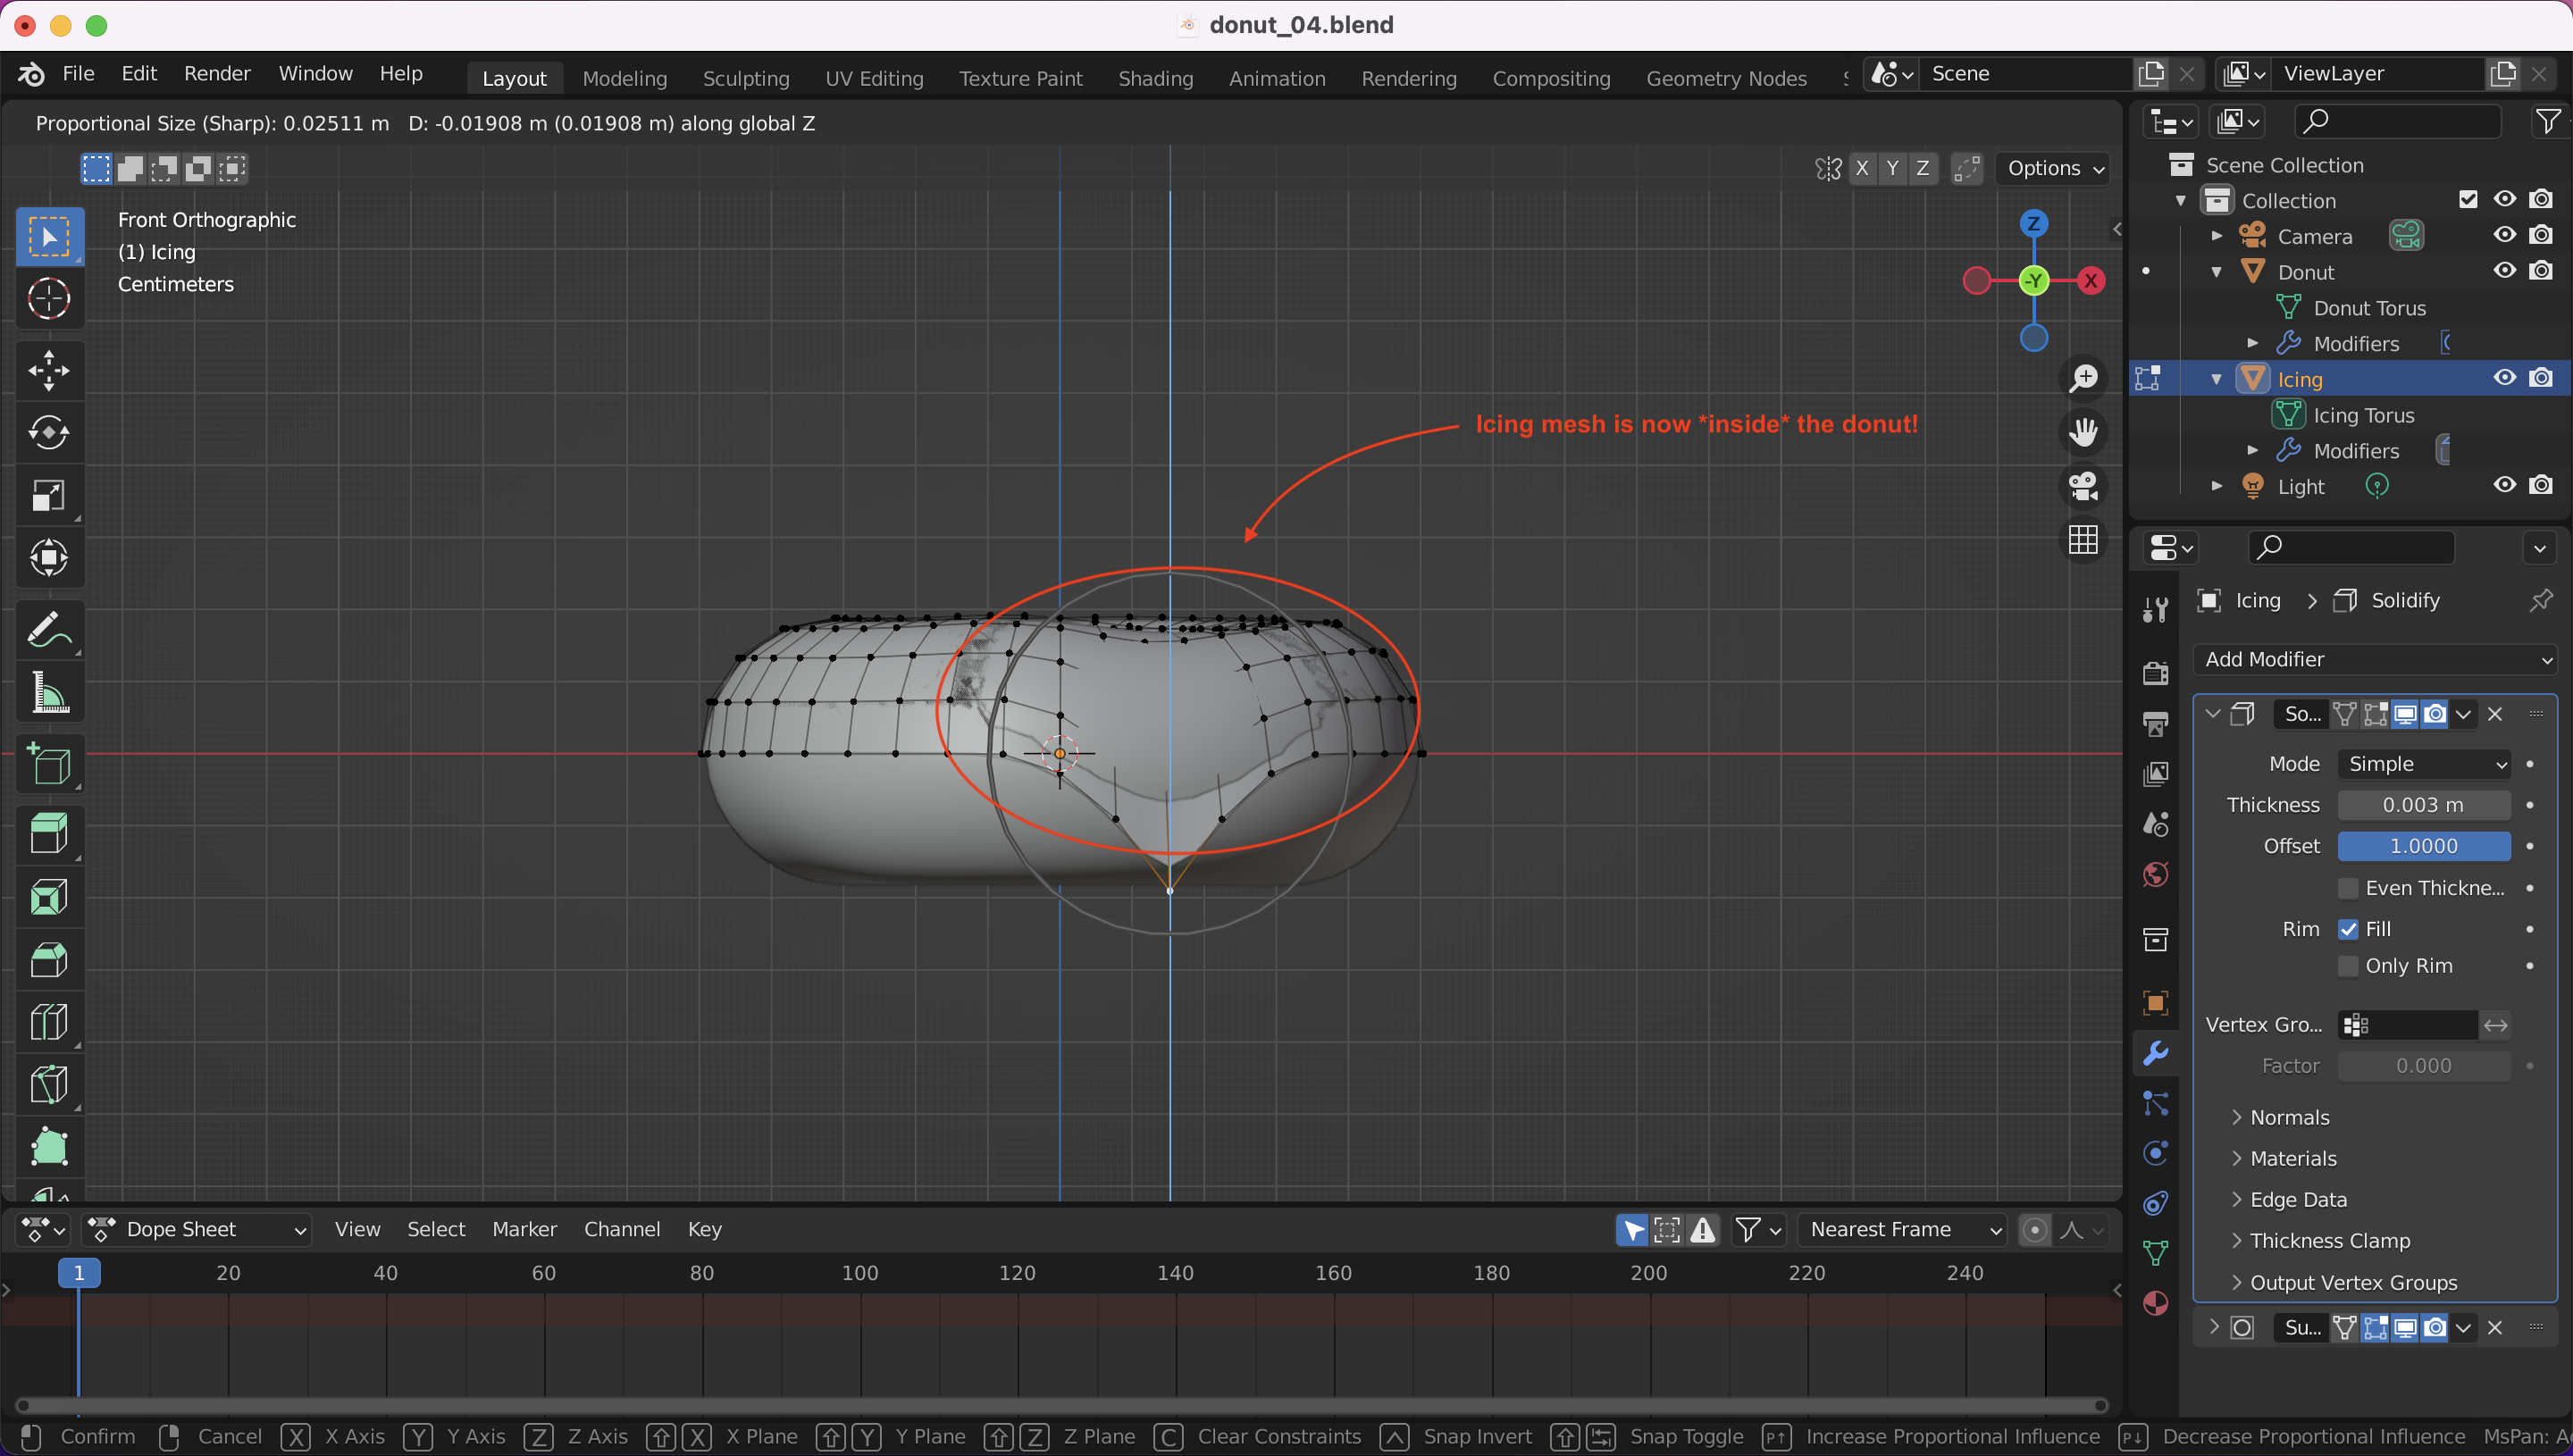 donut_04.blend
File Edit Render Window Help Layout Modeling Sculpting UV Editing Texture Paint Shading Animation Rendering Compositing Geometry Nodes Scene ViewLayer
Proportional Size (Sharp): 0.02511 m D: -0.01908 m (0.01908 m) along global Z
X Y Z Options
Front Orthographic
(1) Icing
Centimeters
Z
-Y X
Icing mesh is now *inside* the donut!
Scene Collection
Collection
Camera
Donut
Donut Torus
Modifiers
Icing
Icing Torus
Modifiers
Light
Icing > Solidify
Add Modifier
So...
Mode Simple
Thickness 0.003 m
Offset 1.0000
Even Thickne...
Rim Fill
Only Rim
Vertex Gro...
Factor 0.000
Normals
Materials
Edge Data
Thickness Clamp
Output Vertex Groups
Su...
Dope Sheet View Select Marker Channel Key Nearest Frame
1 20 40 60 80 100 120 140 160 180 200 220 240
Confirm Cancel X X Axis Y Y Axis Z Z Axis X X Plane Y Y Plane Z Z Plane C Clear Constraints Snap Invert Snap Toggle P↑ Increase Proportional Influence P↓ Decrease Proportional Influence MsPan: A